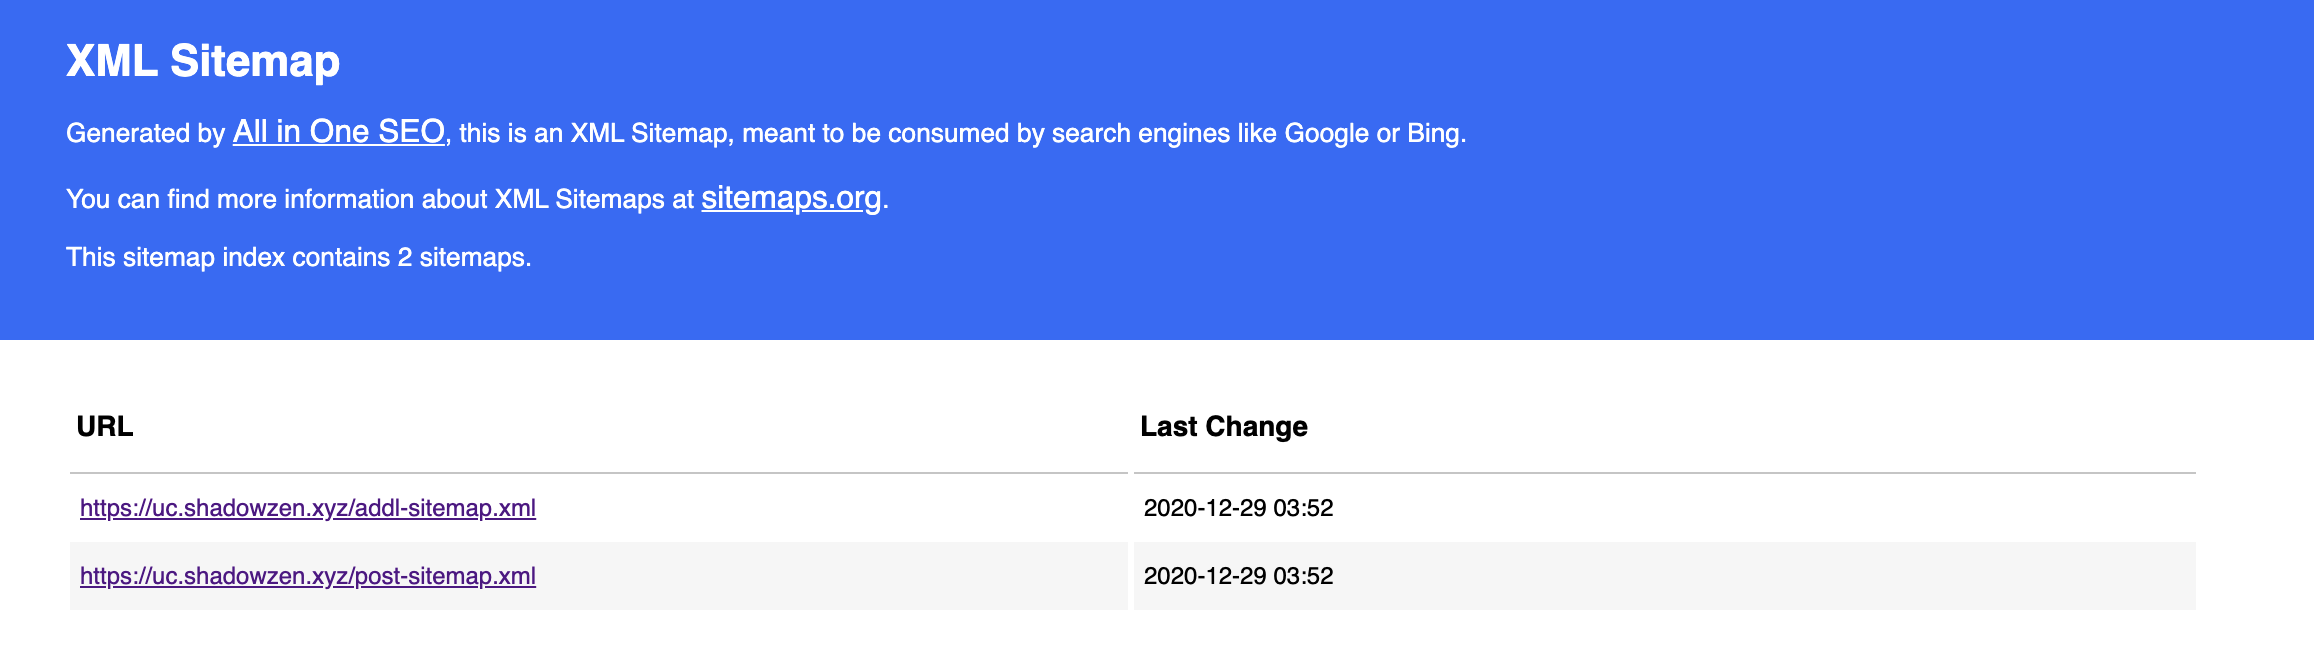 XML Sitemap
Generated by All in One SEO, this is an XML Sitemap, meant to be consumed by search engines like Google or Bing.
You can find more information about XML Sitemaps at sitemaps.org.
This sitemap index contains 2 sitemaps.
URL Last Change
https://uc.shadowzen.xyz/addl-sitemap.xml 2020-12-29 03:52
https://uc.shadowzen.xyz/post-sitemap.xml 2020-12-29 03:52